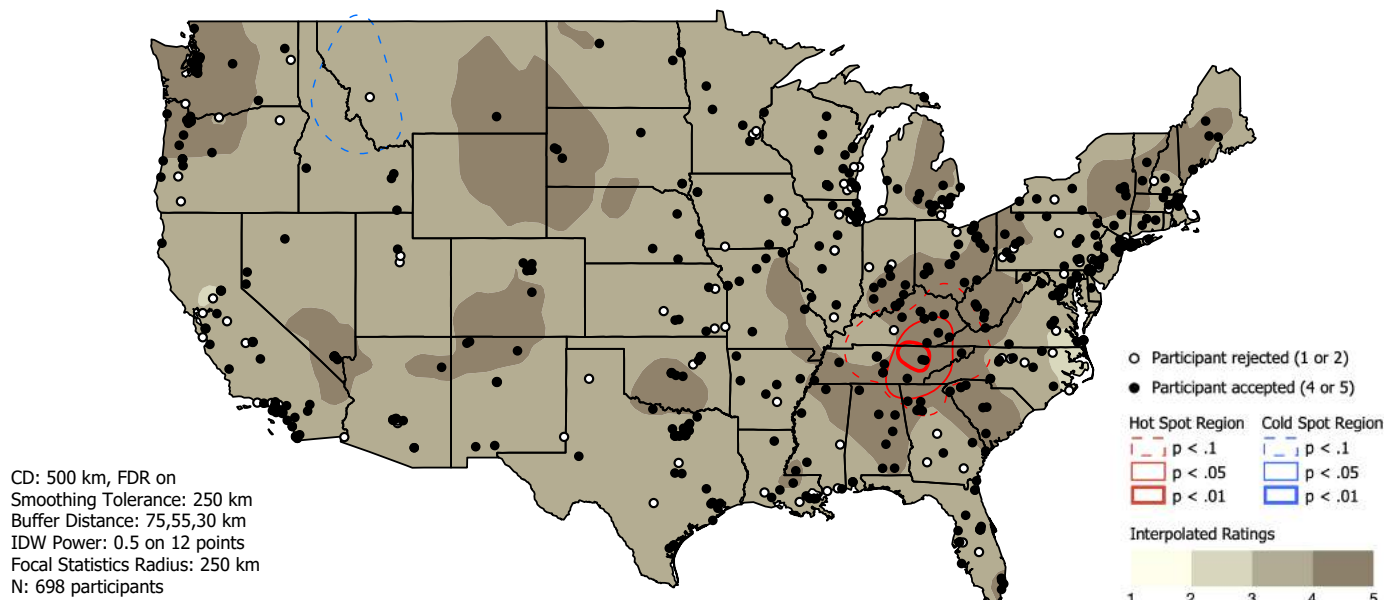 CD: 500 km, FDR on
Smoothing Tolerance: 250 km
Buffer Distance: 75,55,30 km
IDW Power: 0.5 on 12 points
Focal Statistics Radius: 250 km
N: 698 participants
Participant rejected (1 or 2)
Participant accepted (4 or 5)
Hot Spot Region Cold Spot Region
p < .1 p < .1
p < .05 p < .05
p < .01 p < .01
Interpolated Ratings
1 2 3 4 5